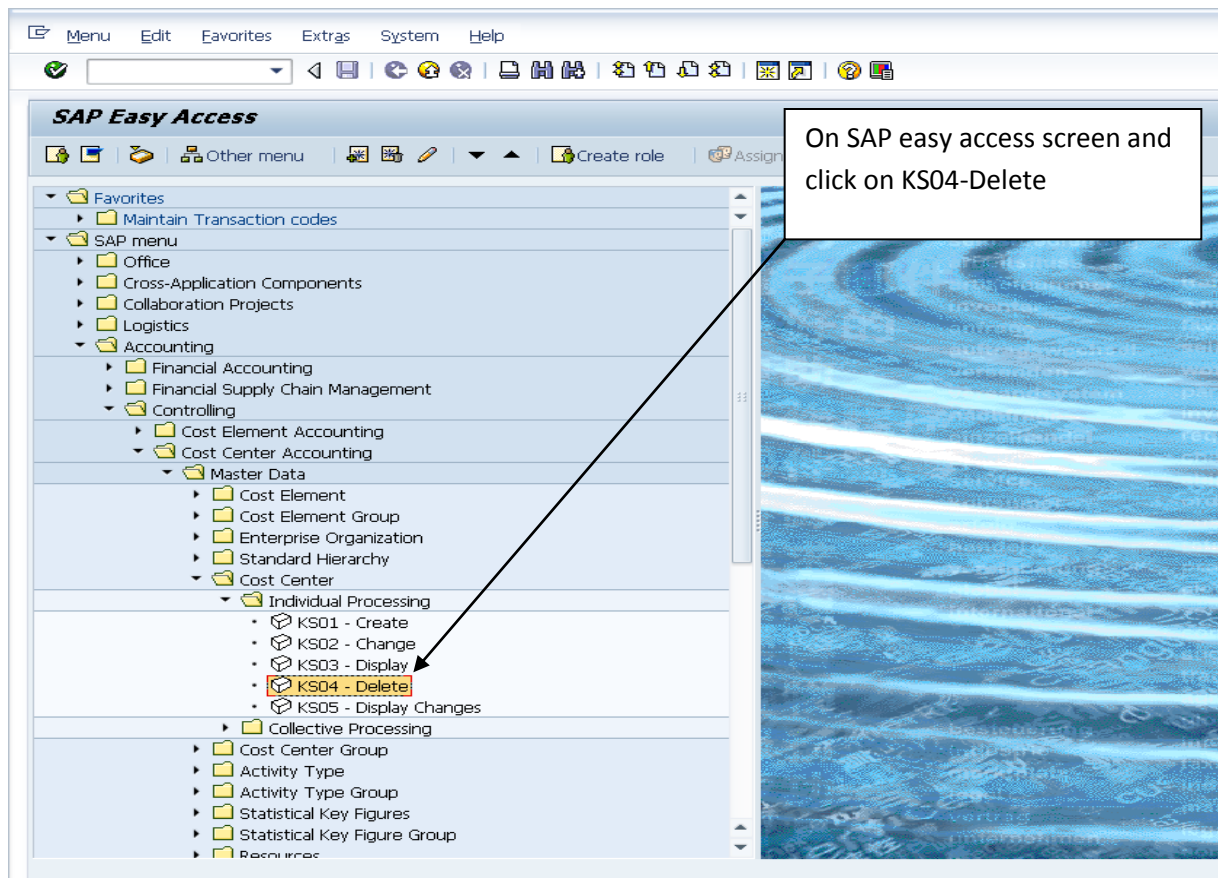 Menu Edit Favorites Extras System Help
SAP Easy Access
Other menu Create role Assign
On SAP easy access screen and
click on KS04-Delete
Favorites
Maintain Transaction codes
SAP menu
Office
Cross-Application Components
Collaboration Projects
Logistics
Accounting
Financial Accounting
Financial Supply Chain Management
Controlling
Cost Element Accounting
Cost Center Accounting
Master Data
Cost Element
Cost Element Group
Enterprise Organization
Standard Hierarchy
Cost Center
Individual Processing
KS01 - Create
KS02 - Change
KS03 - Display
KS04 - Delete
KS05 - Display Changes
Collective Processing
Cost Center Group
Activity Type
Activity Type Group
Statistical Key Figures
Statistical Key Figure Group
Resources